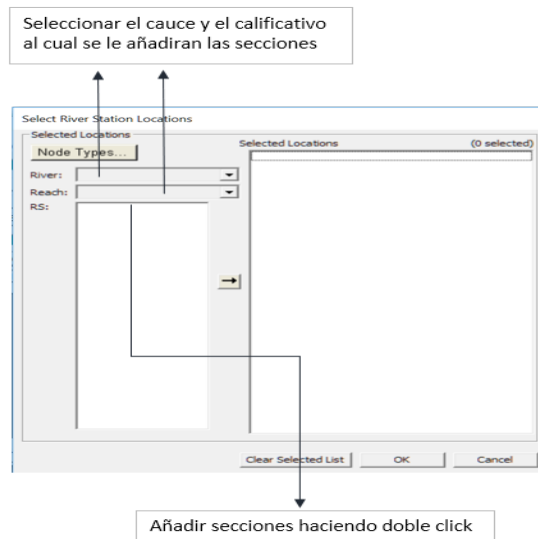 Seleccionar el cauce y el calificativo
al cual se le añadiran las secciones
Select River Station Locations
Selected Locations
Node Types...
Selected Locations (0 selected)
River:
Reach:
RS:
Clear Selected List OK Cancel
Añadir secciones haciendo doble click